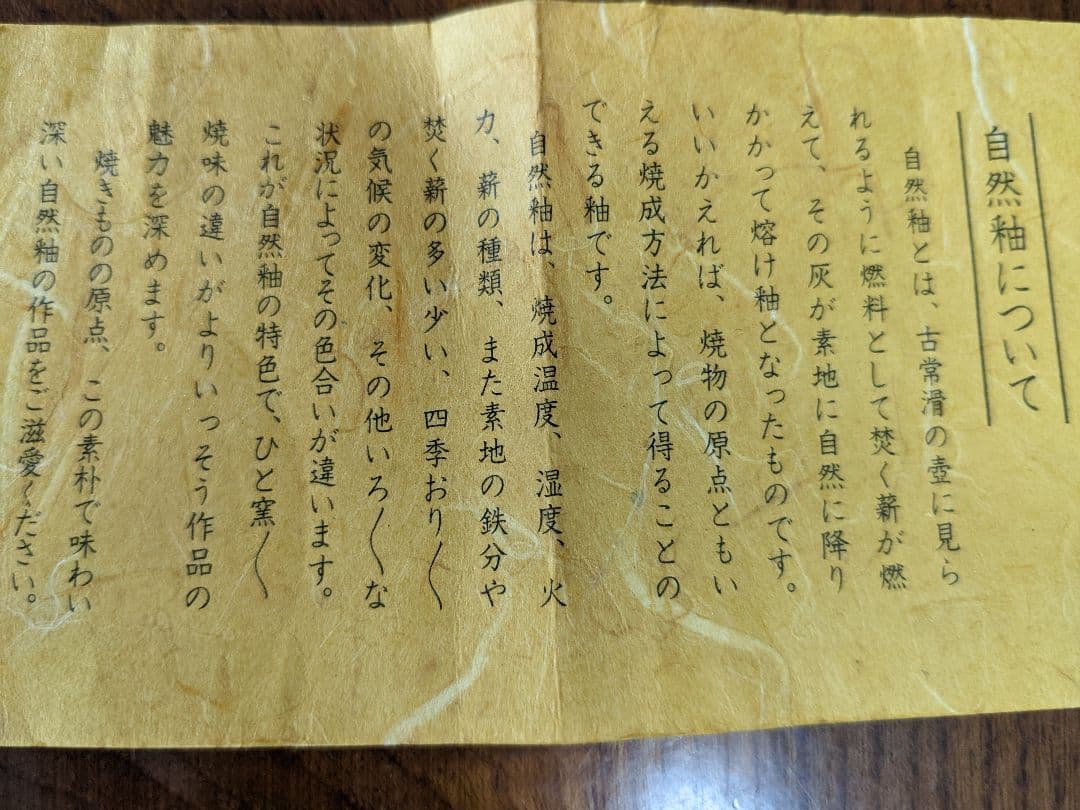 自然釉について
自然釉とは、古常滑の壺に見ら
れるように燃料として焚く薪が燃
えて、その灰が素地に自然に降り
かかって熔け釉となったものです。
いいかえれば、焼物の原点ともい
える焼成方法によって得ることの
できる釉です。
自然釉は、焼成温度、湿度、火
力、薪の種類、また素地の鉄分や
焚く薪の多い少い、四季おり〱
の気候の変化、その他いろ〱な
状況によってその色合いが違います。
これが自然釉の特色で、ひと窯〱
焼味の違いがよりいっそう作品の
魅力を深めます。
焼きものの原点、この素朴で味わい
深い自然釉の作品をご滋愛ください。